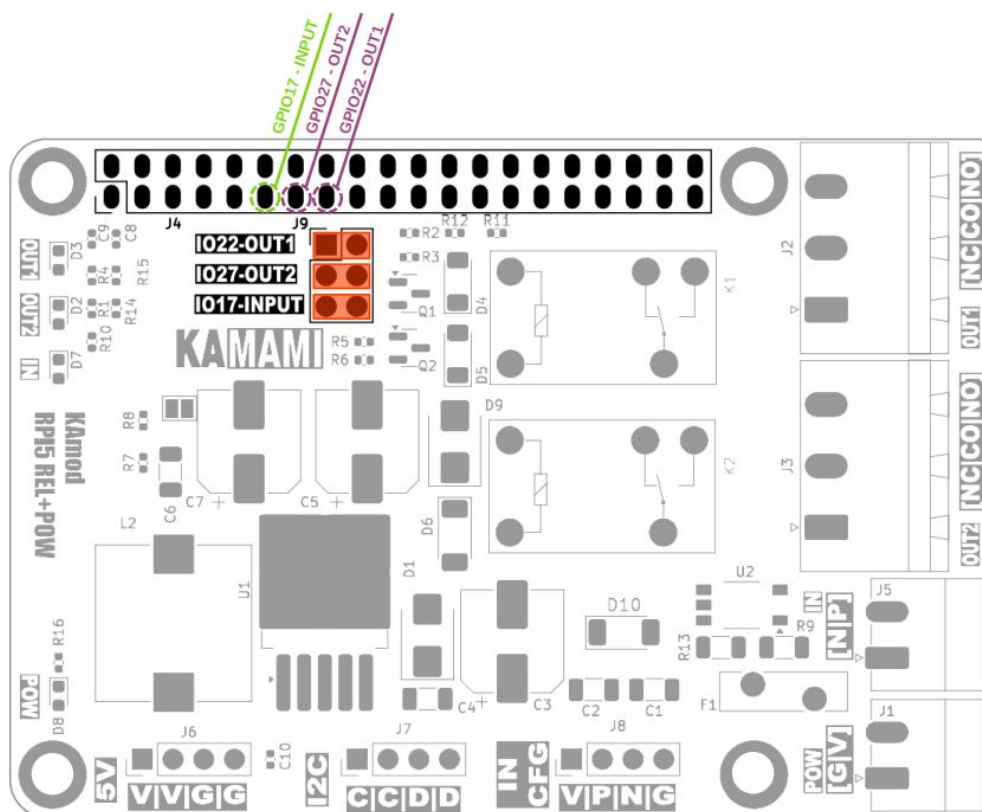 GPIO17 - INPUT
GPIO27 - OUT2
GPIO22 - OUT1
J4
J9
IO22-OUT1
IO27-OUT2
IO17-INPUT
KAMAMI
OUT1
D3
C9
C8
R4
R15
OUT2
D2
R1
R14
R10
IN
D7
R2
R12
R11
R3
Q1
D4
R5
R6
Q2
D5
K1
J2
[NC|CO|NO]
OUT1
KAmod
RPI5 REL+POW
R8
R7
C6
C7 +
C5 +
D9
K2
J3
[NC|CO|NO]
OUT2
L2
U1
D6
D1
U2
D10
R13
R9
IN
[N|P]
J5
R16
POW
D8
C4 +
C3
C2
C1
F1
POW
[G|V]
J1
5V
J6
V|V|G|G
C10
I2C
J7
C|C|D|D
IN
CFG
J8
V|P|N|G